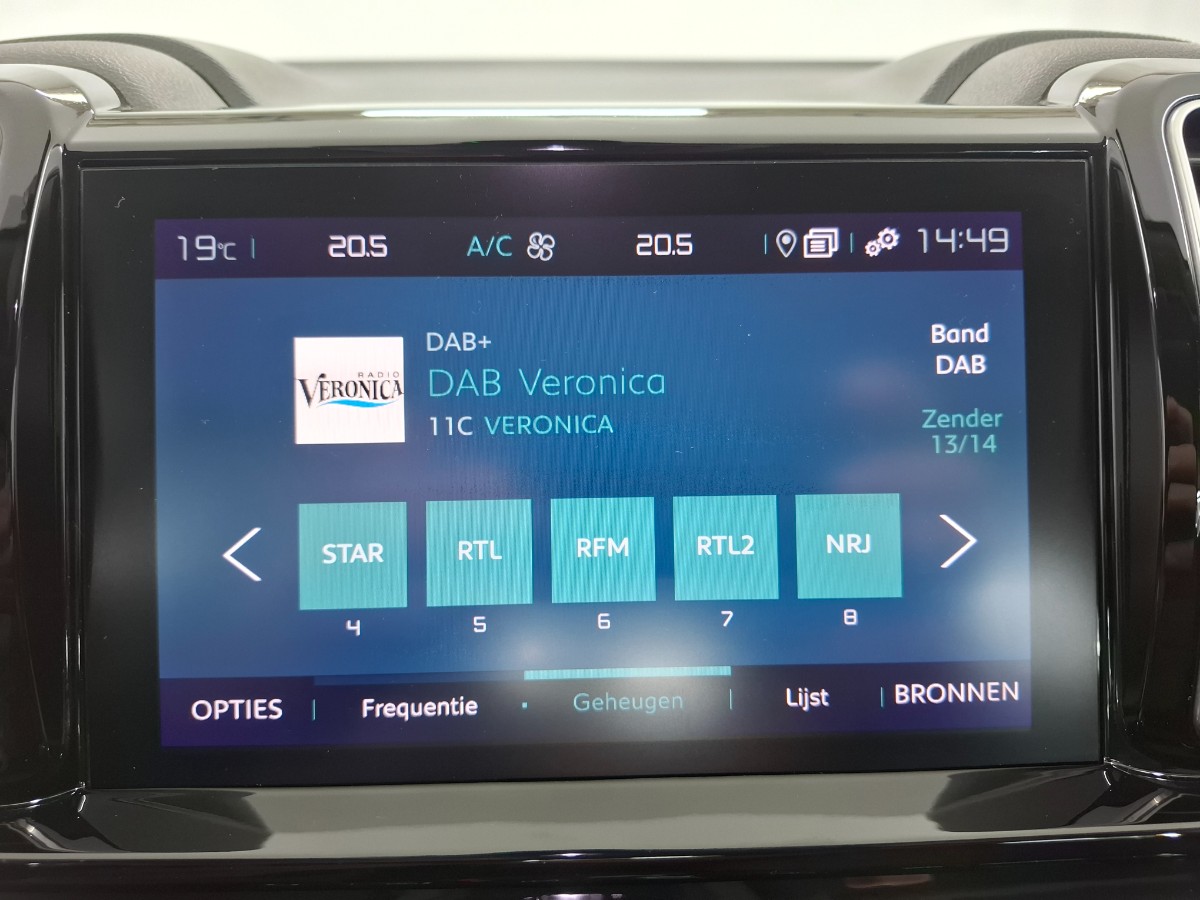 19°C 20.5 A/C 20.5 14:49
RADIO
VERONICA
DAB+
DAB Veronica
11C VERONICA
Band
DAB
Zender
13/14
STAR RTL RFM RTL2 NRJ
4 5 6 7 8
OPTIES Frequentie Geheugen Lijst BRONNEN